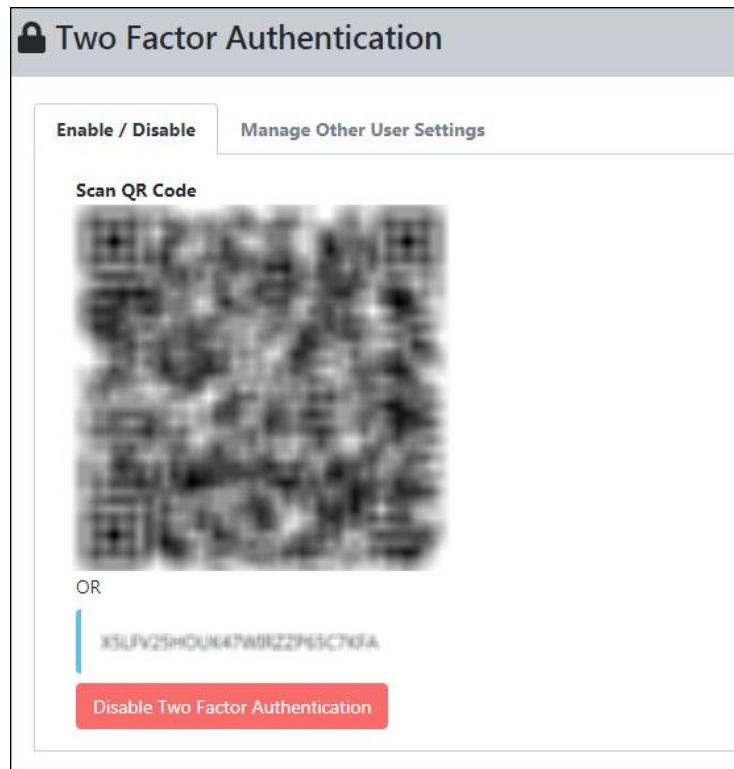 Two Factor Authentication
Enable / Disable
Manage Other User Settings
Scan QR Code
OR
Disable Two Factor Authentication